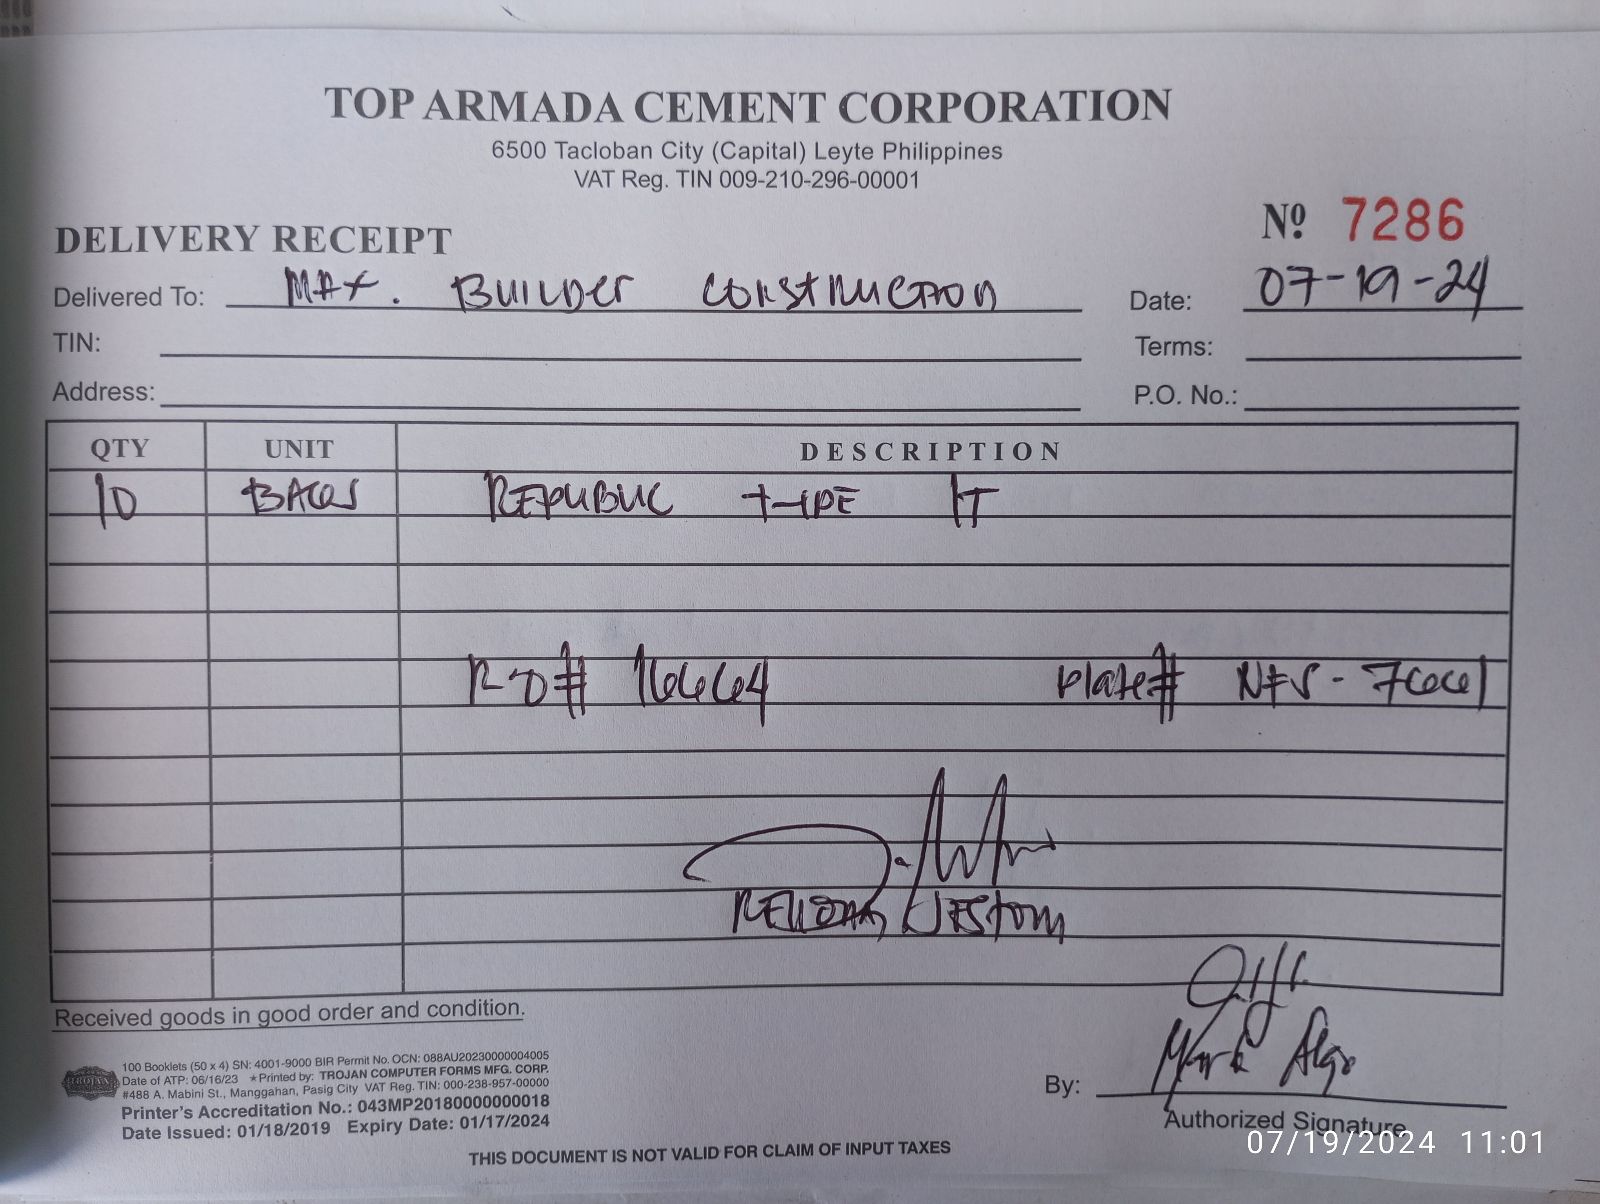 TOP ARMADA CEMENT CORPORATION
6500 Tacloban City (Capital) Leyte Philippines
VAT Reg. TIN 009-210-296-00001
Nº 7286
DELIVERY RECEIPT
Delivered To: MAX. BUILDER CONSTRUCTION Date: 07-19-24
TIN: Terms:
Address: P.O. No.:
QTY UNIT DESCRIPTION
10 BAGS REPUBLIC TYPE 1T
#16664 Plate# NFS-7661
Received goods in good order and condition.
Mark
By:
Authorized Signature
100 Booklets (50 x 4) SN: 4001-9000 BIR Permit No. OCN: 088AU20230000004005
Date of ATP: 06/16/23 ★Printed by: TROJAN COMPUTER FORMS MFG. CORP.
#488 A. Mabini St., Manggahan, Pasig City VAT Reg. TIN: 000-238-957-00000
Printer's Accreditation No.: 043MP20180000000018
Date Issued: 01/18/2019 Expiry Date: 01/17/2024
TROJAN
THIS DOCUMENT IS NOT VALID FOR CLAIM OF INPUT TAXES
07/19/2024 11:01